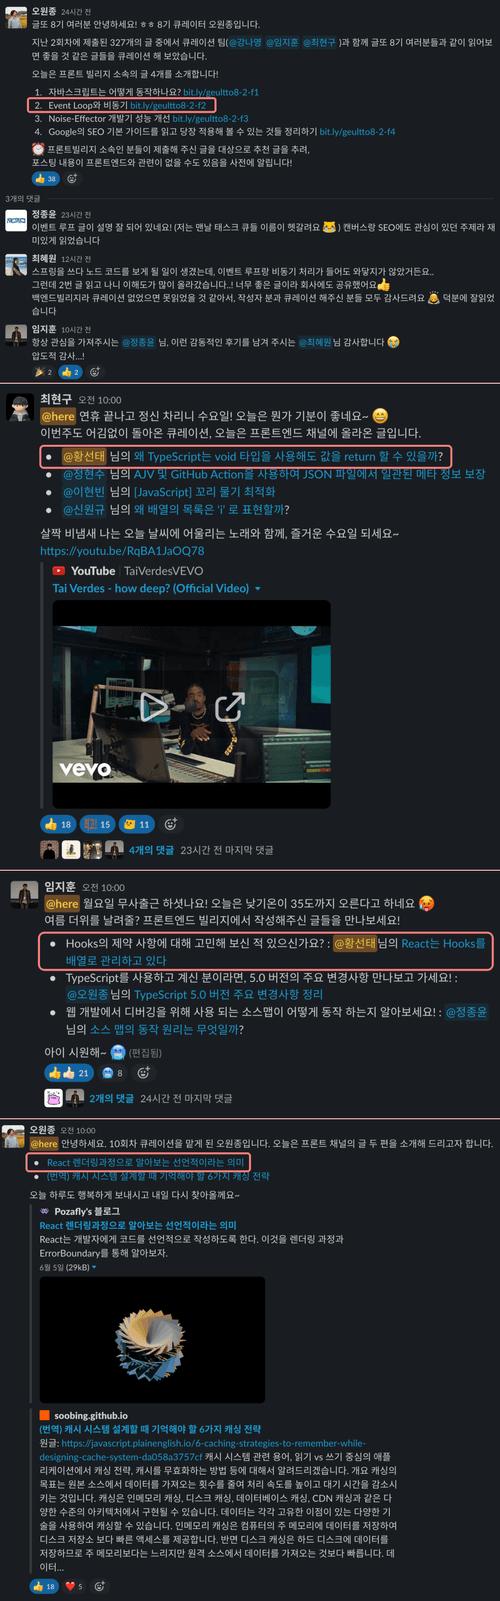 오원종 24시간 전
글또 8기 여러분 안녕하세요! ㅎㅎ 8기 큐레이터 오원종입니다.
지난 2회차에 제출된 327개의 글 중에서 큐레이션 팀(@강나영 @임지훈 @최현구 )과 함께 글또 8기 여러분들과 같이 읽어보
면 좋을 것 같은 글들을 큐레이션 해 보았습니다.
오늘은 프론트 빌리지 소속의 글 4개를 소개합니다!
1. 자바스크립트는 어떻게 동작하나요? bit.ly/geultto8-2-f1
2. Event Loop와 비동기 bit.ly/geultto8-2-f2
3. Noise-Effector 개발기 성능 개선 bit.ly/geultto8-2-f3
4. Google의 SEO 기본 가이드를 읽고 당장 적용해 볼 수 있는 것들 정리하기 bit.ly/geultto8-2-f4
⏰ 프론트빌리지 소속인 분들이 제출해 주신 글을 대상으로 추천 글을 추려,
포스팅 내용이 프론트엔드와 관련이 없을 수도 있음을 사전에 알립니다!
👍 38
3개의 댓글
정종윤 23시간 전
이벤트 루프 글이 설명 잘 되어 있네요! (저는 맨날 태스크 큐들 이름이 헷갈려요 😹 ) 캔버스랑 SEO에도 관심이 있던 주제라 재
미있게 읽었습니다
최혜원 12시간 전
스프링을 쓰다 노드 코드를 보게 될 일이 생겼는데, 이벤트 루프랑 비동기 처리가 들어도 와닿지가 않았거든요..
그런데 2번 글 읽고 나니 이해도가 많이 올라갔습니다..! 너무 좋은 글이라 회사에도 공유했어요👍
백엔드빌리지라 큐레이션 없었으면 못읽었을 것 같아서, 작성자 분과 큐레이션 해주신 분들 모두 감사드려요 🙇 덕분에 잘읽었
습니다
임지훈 10시간 전
항상 관심을 가져주시는 @정종윤 님, 이런 감동적인 후기를 남겨 주시는 @최혜원 님 감사합니다 😭
압도적 감사...!
🎉 2 👍 2
최현구 오전 10:00
@here 연휴 끝나고 정신 차리니 수요일! 오늘은 뭔가 기분이 좋네요~ 😄
이번주도 어김없이 돌아온 큐레이션, 오늘은 프론트엔드 채널에 올라온 글입니다.
• @황선태 님의 왜 TypeScript는 void 타입을 사용해도 값을 return 할 수 있을까?
• @정현수 님의 AJV 및 GitHub Action을 사용하여 JSON 파일에서 일관된 메타 정보 보장
• @이현빈 님의 [JavaScript] 꼬리 물기 최적화
• @신원규 님의 왜 배열의 목록은 'i' 로 표현할까?
살짝 비냄새 나는 오늘 날씨에 어울리는 노래와 함께, 즐거운 수요일 되세요~
https://youtu.be/RqBA1JaOQ78
YouTube | TaiVerdesVEVO
Tai Verdes - how deep? (Official Video)
vevo
👍 18 15 11
4개의 댓글 23시간 전 마지막 댓글
임지훈 오전 10:00
@here 월요일 무사출근 하셧나요! 오늘은 낮기온이 35도까지 오른다고 하네요 🥵
여름 더위를 날려줄? 프론트엔드 빌리지에서 작성해주신 글들을 만나보세요!
• Hooks의 제약 사항에 대해 고민해 보신 적 있으신가요? : @황선태님의 React는 Hooks를
배열로 관리하고 있다
• TypeScript를 사용하고 계신 분이라면, 5.0 버전의 주요 변경사항 만나보고 가세요! :
@오원종님의 TypeScript 5.0 버전 주요 변경사항 정리
• 웹 개발에서 디버깅을 위해 사용 되는 소스맵이 어떻게 동작 하는지 알아보세요! : @정종윤
님의 소스 맵의 동작 원리는 무엇일까?
아이 시원해~ 🥶 (편집됨)
👍👍 21 🥶 8
2개의 댓글 24시간 전 마지막 댓글
오원종 오전 10:00
@here 안녕하세요. 10회차 큐레이션을 맡게 된 오원종입니다. 오늘은 프론트 채널의 글 두 편을 소개해 드리고자 합니다.
• React 렌더링과정으로 알아보는 선언적이라는 의미
• (번역) 캐시 시스템 설계할 때 기억해야 할 6가지 캐싱 전략
오늘 하루도 행복하게 보내시고 내일 다시 찾아올께요~
Pozafly's 블로그
React 렌더링과정으로 알아보는 선언적이라는 의미
React는 개발자에게 코드를 선언적으로 작성하도록 한다. 이것을 렌더링 과정과
ErrorBoundary를 통해 알아보자.
6월 5일 (29kB)
soobing.github.io
(번역) 캐시 시스템 설계할 때 기억해야 할 6가지 캐싱 전략
원글: https://javascript.plainenglish.io/6-caching-strategies-to-remember-while-
designing-cache-system-da058a3757cf 캐시 시스템 관련 용어, 읽기 vs 쓰기 중심의 애플
리케이션에서 캐싱 전략, 캐시를 무효화하는 방법 등에 대해서 알려드리겠습니다. 개요 캐싱의
목표는 원본 소스에서 데이터를 가져오는 횟수를 줄여 처리 속도를 높이고 대기 시간을 감소시
키는 것입니다. 캐싱은 인메모리 캐싱, 디스크 캐싱, 데이터베이스 캐싱, CDN 캐싱과 같은 다
양한 수준의 아키텍처에서 구현될 수 있습니다. 데이터는 각각 고유한 이점이 있는 다양한 기
술을 사용하여 캐싱할 수 있습니다. 인메모리 캐싱은 컴퓨터의 주 메모리에 데이터를 저장하여
디스크 저장소 보다 빠른 액세스를 제공합니다. 반면 디스크 캐싱은 하드 디스크에 데이터를
저장하므로 주 메모리보다는 느리지만 원격 소스에서 데이터를 가져오는 것보다 빠릅니다. 데
이터...
👍 18 ❤️ 5